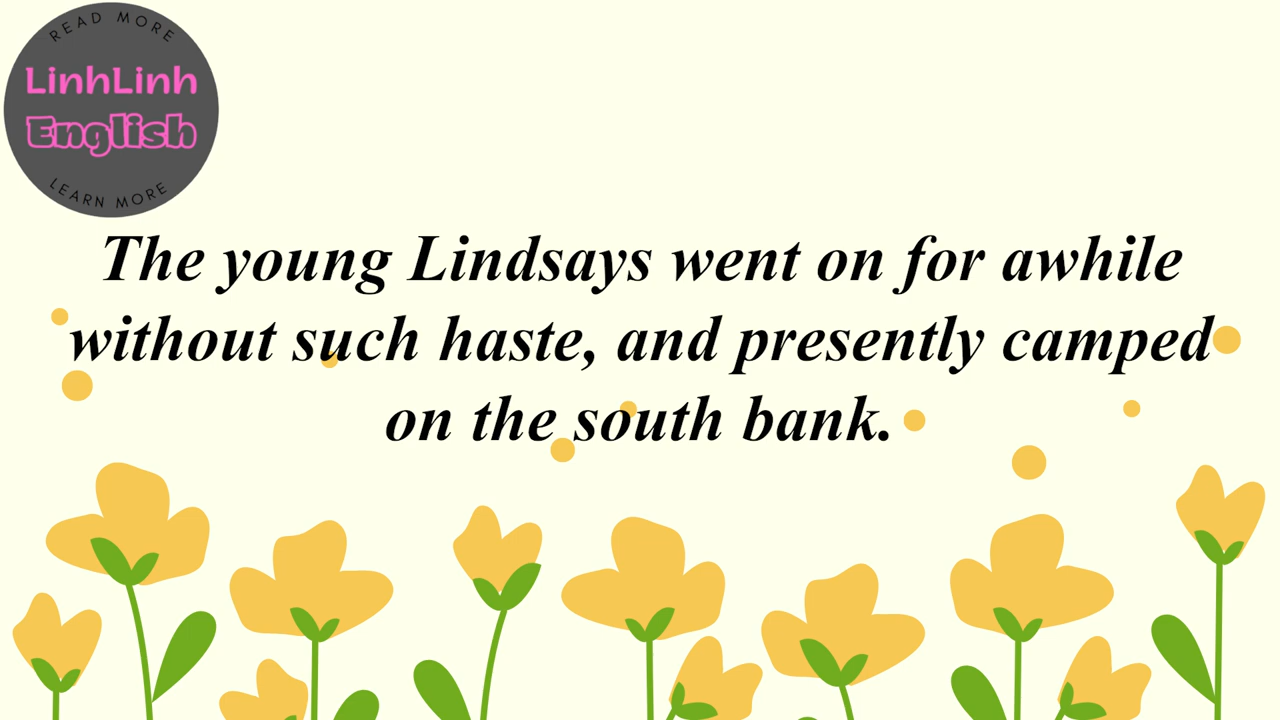 READ MORE
LinhLinh
English
LEARN MORE
The young Lindsays went on for awhile
without such haste, and presently camped
on the south bank.